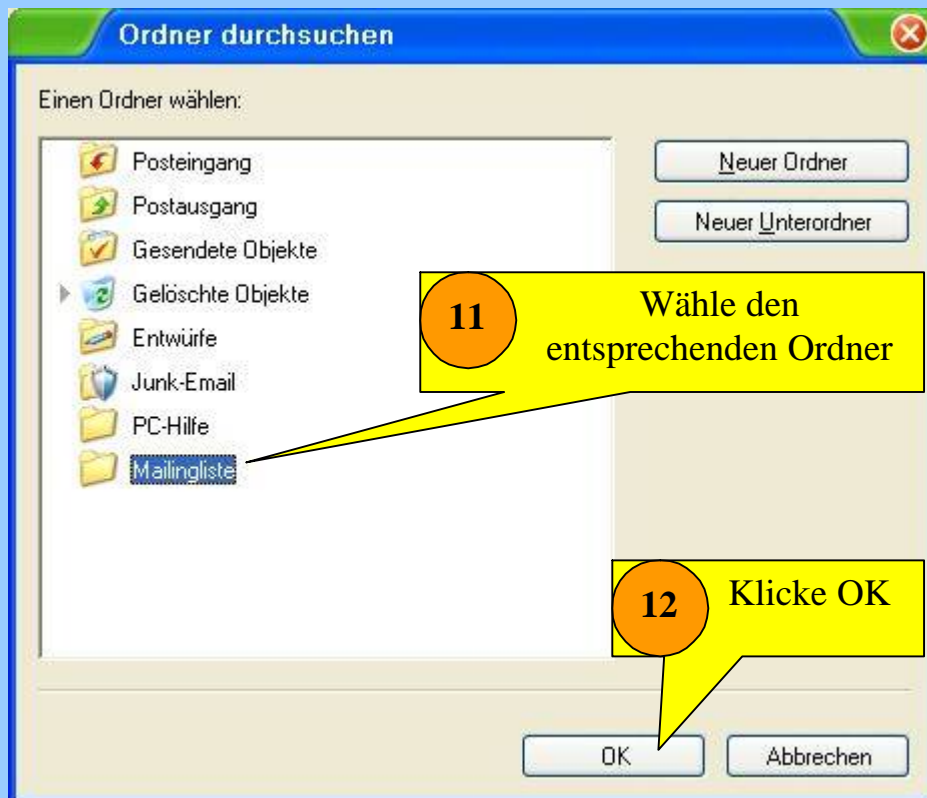 Ordner durchsuchen
Einen Ordner wählen:
Posteingang
Postausgang
Gesendete Objekte
Gelöschte Objekte
Entwürfe
Junk-Email
PC-Hilfe
Mailingliste
Neuer Ordner
Neuer Unterordner
11
Wähle den
entsprechenden Ordner
12
Klicke OK
OK
Abbrechen